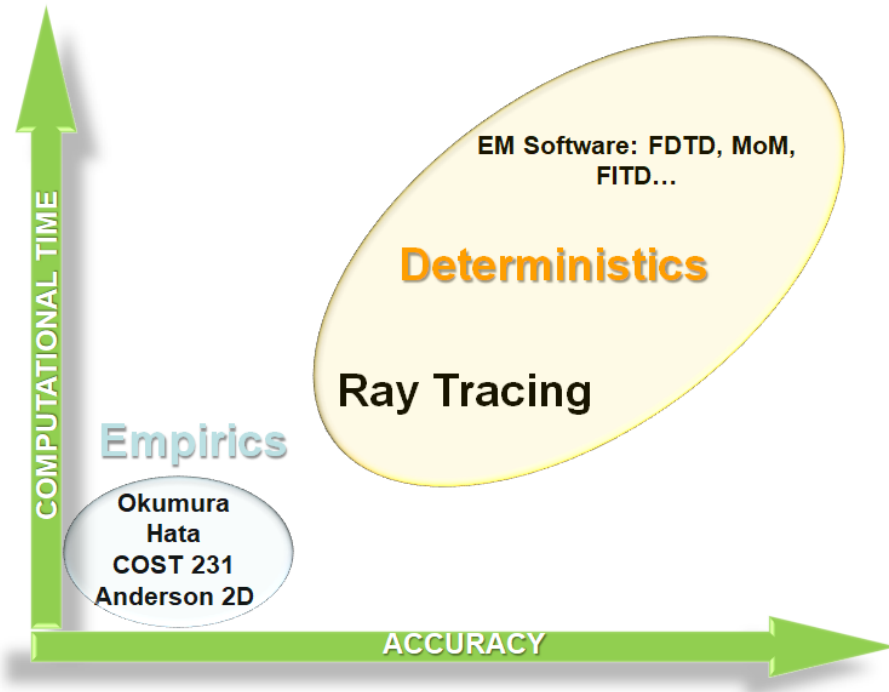 COMPUTATIONAL TIME
EM Software: FDTD, MoM,
FITD...
Deterministics
Ray Tracing
Empirics
Okumura
Hata
COST 231
Anderson 2D
ACCURACY